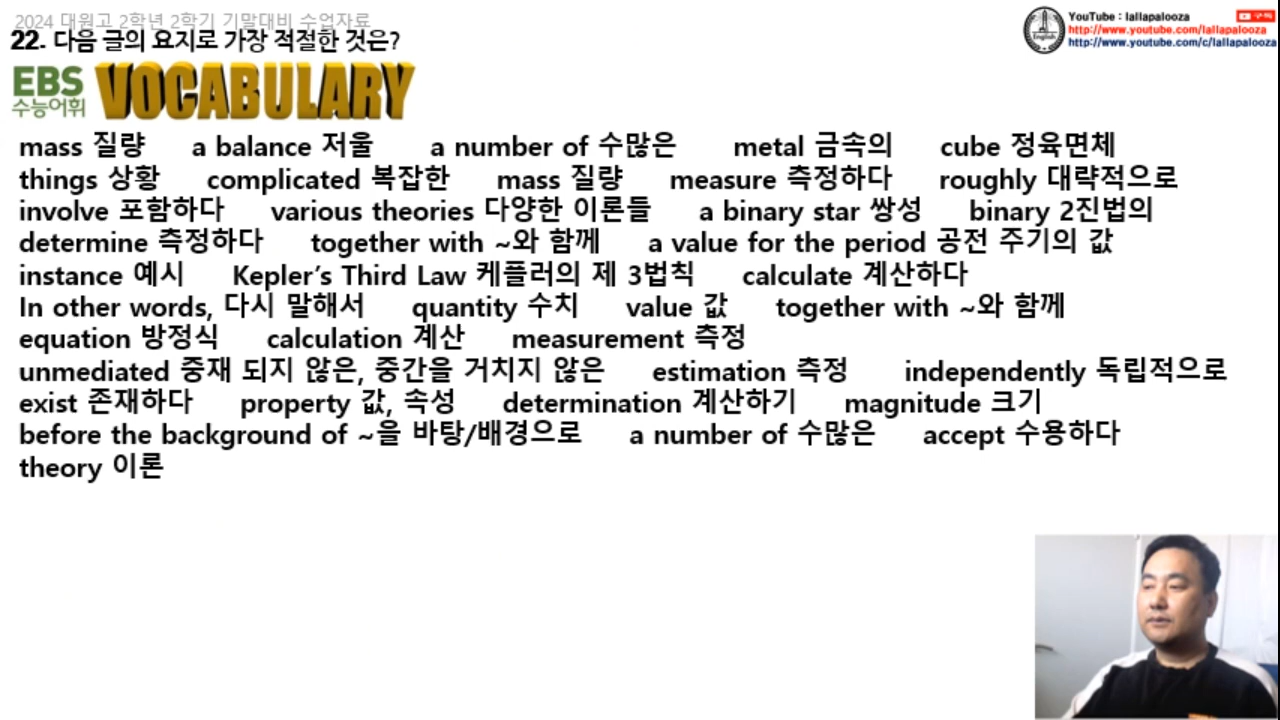 2024 대원고 2학년 2학기 기말대비 수업자료
22. 다음 글의 요지로 가장 적절한 것은?
YouTube : lallapalooza
구독
http://www.youtube.com/lallapalooza
http://www.youtube.com/c/lallapalooza
English
EBS
수능어휘
VOCABULARY
mass 질량 a balance 저울 a number of 수많은 metal 금속의 cube 정육면체
things 상황 complicated 복잡한 mass 질량 measure 측정하다 roughly 대략적으로
involve 포함하다 various theories 다양한 이론들 a binary star 쌍성 binary 2진법의
determine 측정하다 together with ~와 함께 a value for the period 공전 주기의 값
instance 예시 Kepler's Third Law 케플러의 제 3법칙 calculate 계산하다
In other words, 다시 말해서 quantity 수치 value 값 together with ~와 함께
equation 방정식 calculation 계산 measurement 측정
unmediated 중재 되지 않은, 중간을 거치지 않은 estimation 측정 independently 독립적으로
exist 존재하다 property 값, 속성 determination 계산하기 magnitude 크기
before the background of ~을 바탕/배경으로 a number of 수많은 accept 수용하다
theory 이론